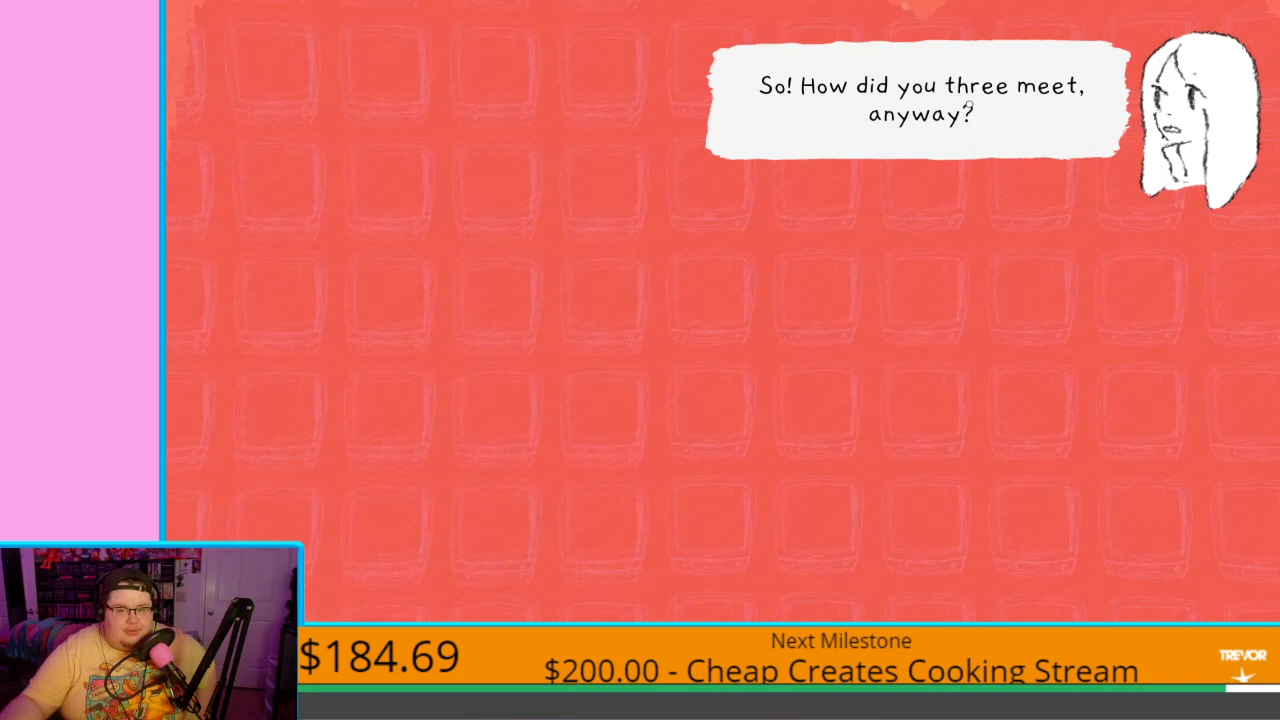 So! How did you three meet,
anyway?
$184.69
Next Milestone
$200.00 - Cheap Creates Cooking Stream
TREVOR